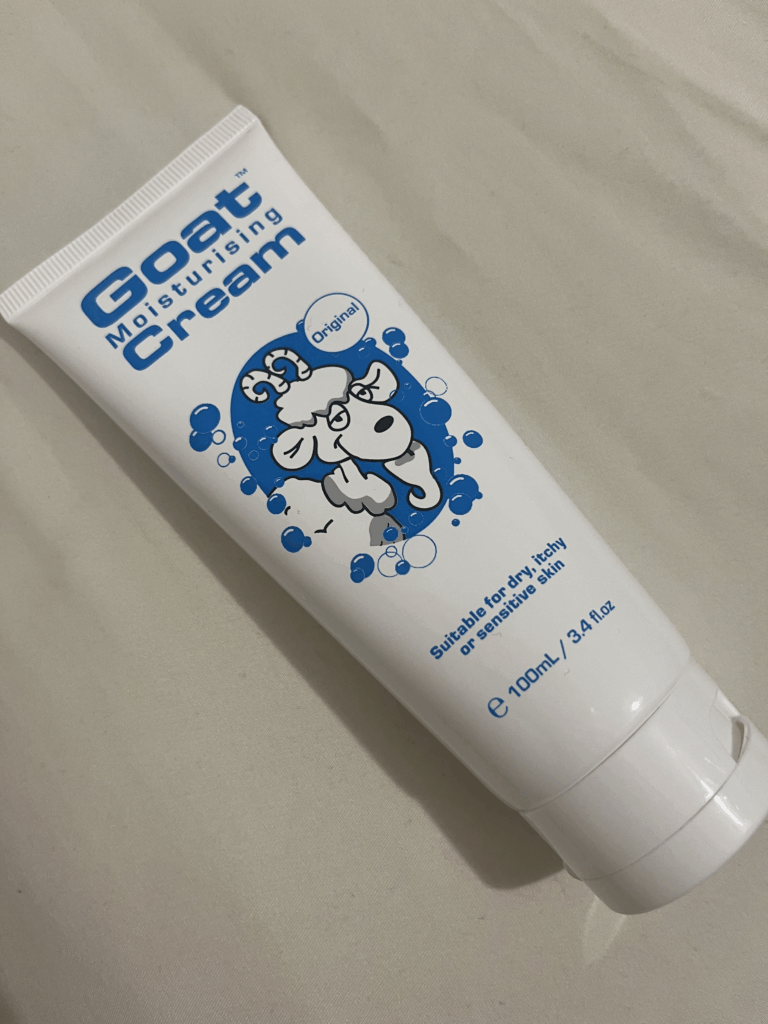 Goat™
Moisturising
Cream
Original
Suitable for dry, itchy
or sensitive skin
℮ 100mL / 3.4 fl.oz